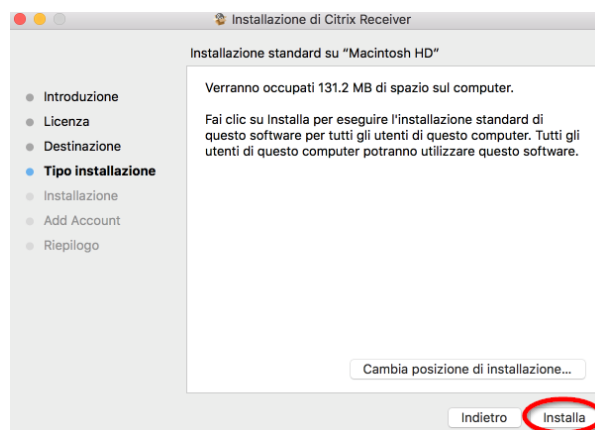 Installazione di Citrix Receiver
Installazione standard su "Macintosh HD"
Introduzione
Licenza
Destinazione
Tipo installazione
Installazione
Add Account
Riepilogo
Verranno occupati 131.2 MB di spazio sul computer.
Fai clic su Installa per eseguire l'installazione standard di
questo software per tutti gli utenti di questo computer. Tutti gli
utenti di questo computer potranno utilizzare questo software.
Cambia posizione di installazione...
Indietro
Installa